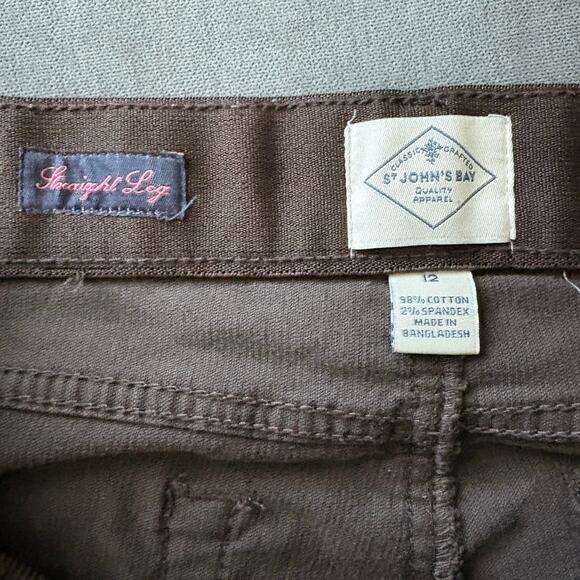 Straight Leg
CLASSIC CRAFTED
ST JOHN'S BAY
QUALITY
APPAREL
12
98% COTTON
2% SPANDEX
MADE IN
BANGLADESH